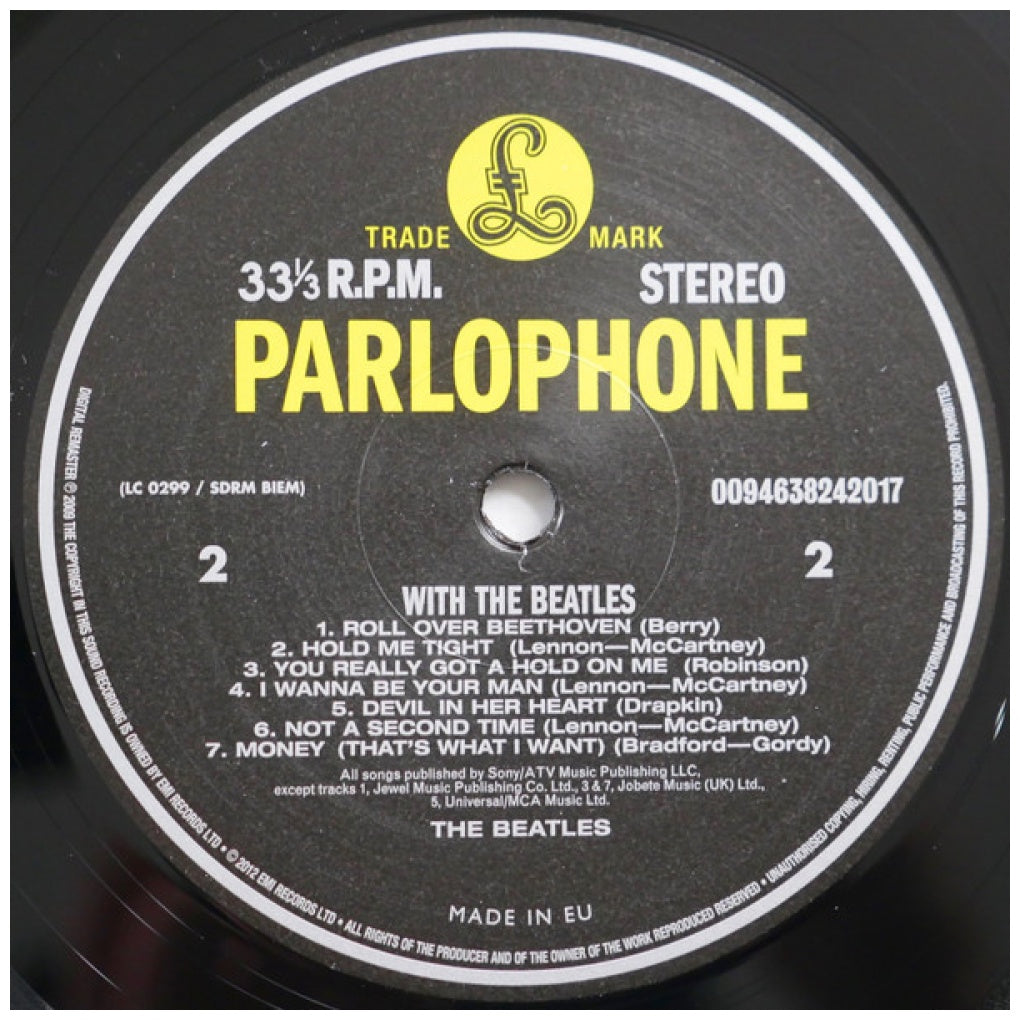 £
TRADE MARK
33⅓ R.P.M. STEREO
PARLOPHONE
(LC 0299 / SDRM BIEM) 0094638242017
2 2
WITH THE BEATLES
1. ROLL OVER BEETHOVEN (Berry)
2. HOLD ME TIGHT (Lennon—McCartney)
3. YOU REALLY GOT A HOLD ON ME (Robinson)
4. I WANNA BE YOUR MAN (Lennon—McCartney)
5. DEVIL IN HER HEART (Drapkin)
6. NOT A SECOND TIME (Lennon—McCartney)
7. MONEY (THAT'S WHAT I WANT) (Bradford—Gordy)
All songs published by Sony/ATV Music Publishing LLC,
except tracks 1, Jewel Music Publishing Co. Ltd., 3 & 7, Jobete Music (UK) Ltd.,
5, Universal/MCA Music Ltd.
THE BEATLES
MADE IN EU
DIGITAL REMASTER ℗ 2009 THE COPYRIGHT IN THIS SOUND RECORDING IS OWNED BY EMI RECORDS LTD • © 2012 EMI RECORDS LTD • ALL RIGHTS OF THE PRODUCER AND OF THE OWNER OF THE WORK REPRODUCED RESERVED • UNAUTHORISED COPYING, HIRING, RENTING, PUBLIC PERFORMANCE AND BROADCASTING OF THIS RECORD PROHIBITED.